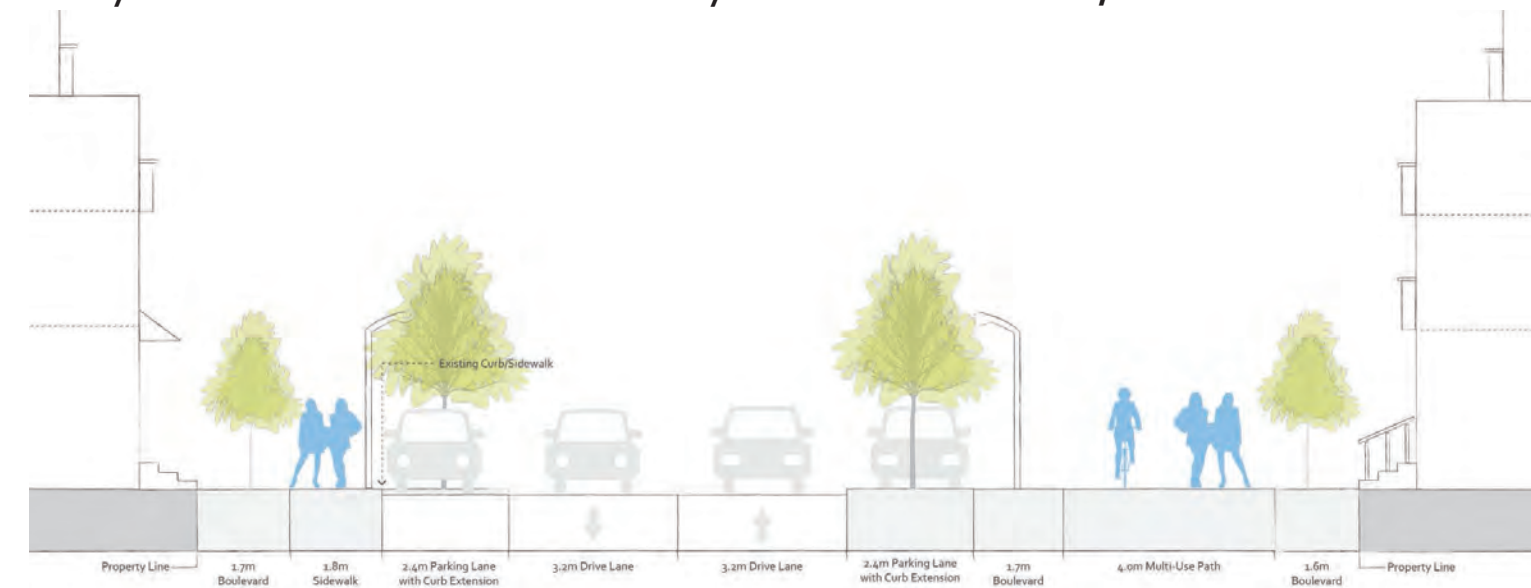 Existing Curb/Sidewalk
Property Line
1.7m
Boulevard
1.8m
Sidewalk
2.4m Parking Lane
with Curb Extension
3.2m Drive Lane
3.2m Drive Lane
2.4m Parking Lane
with Curb Extension
1.7m
Boulevard
4.0m Multi-Use Path
1.6m
Boulevard
Property Line